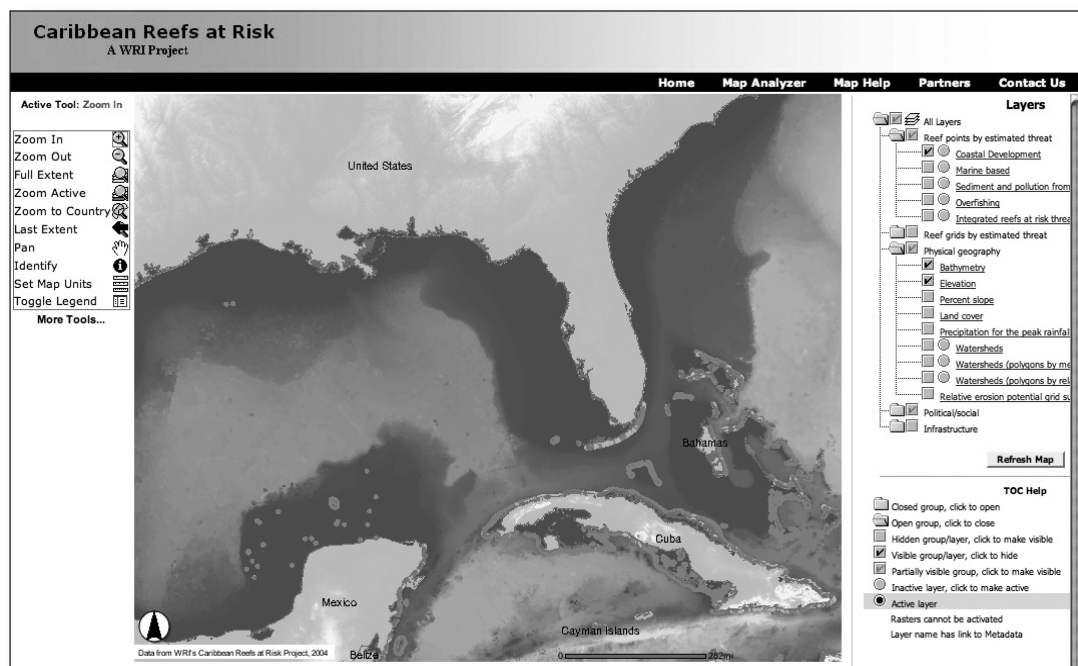 Caribbean Reefs at Risk
A WRI Project
Home Map Analyzer Map Help Partners Contact Us
Active Tool: Zoom In
Zoom In
Zoom Out
Full Extent
Zoom Active
Zoom to Country
Last Extent
Pan
Identify
Set Map Units
Toggle Legend
More Tools...
United States
Bahamas
Cuba
Mexico
Cayman Islands
Belize
0 282mi
Data from WRI's Caribbean Reefs at Risk Project, 2004
Layers
All Layers
Reef points by estimated threat
Coastal Development
Marine based
Sediment and pollution from
Overfishing
Integrated reefs at risk threa
Reef grids by estimated threat
Physical geography
Bathymetry
Elevation
Percent slope
Land cover
Precipitation for the peak rainfal
Watersheds
Watersheds (polygons by me
Watersheds (polygons by rel
Relative erosion potential grid su
Political/social
Infrastructure
Refresh Map
TOC Help
Closed group, click to open
Open group, click to close
Hidden group/layer, click to make visible
Visible group/layer, click to hide
Partially visible group, click to make visible
Inactive layer, click to make active
Active layer
Rasters cannot be activated
Layer name has link to Metadata